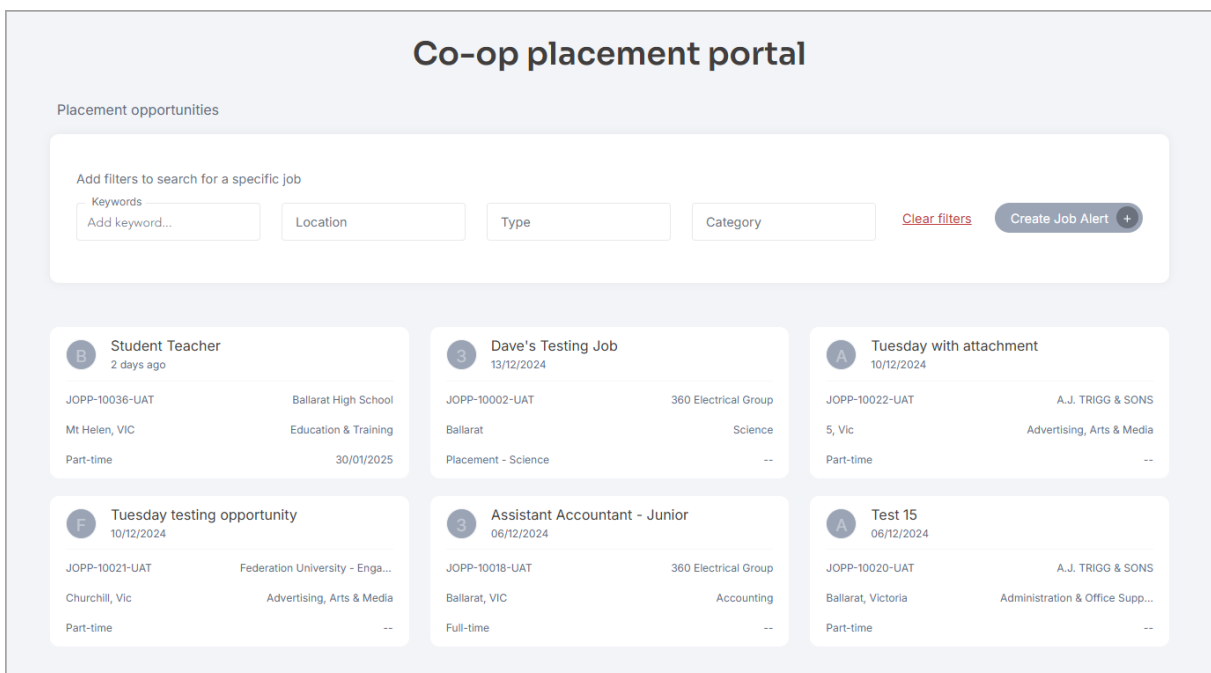 Co-op placement portal
Placement opportunities
Add filters to search for a specific job
Keywords
Add keyword...
Location
Type
Category
Clear filters
Create Job Alert +
B
Student Teacher
2 days ago
JOPP-10036-UAT
Ballarat High School
Mt Helen, VIC
Education & Training
Part-time
30/01/2025
3
Dave's Testing Job
13/12/2024
JOPP-10002-UAT
360 Electrical Group
Ballarat
Science
Placement - Science
--
A
Tuesday with attachment
10/12/2024
JOPP-10022-UAT
A.J. TRIGG & SONS
5, Vic
Advertising, Arts & Media
Part-time
--
F
Tuesday testing opportunity
10/12/2024
JOPP-10021-UAT
Federation University - Enga...
Churchill, Vic
Advertising, Arts & Media
Part-time
--
3
Assistant Accountant - Junior
06/12/2024
JOPP-10018-UAT
360 Electrical Group
Ballarat, VIC
Accounting
Full-time
--
A
Test 15
06/12/2024
JOPP-10020-UAT
A.J. TRIGG & SONS
Ballarat, Victoria
Administration & Office Supp...
Part-time
--